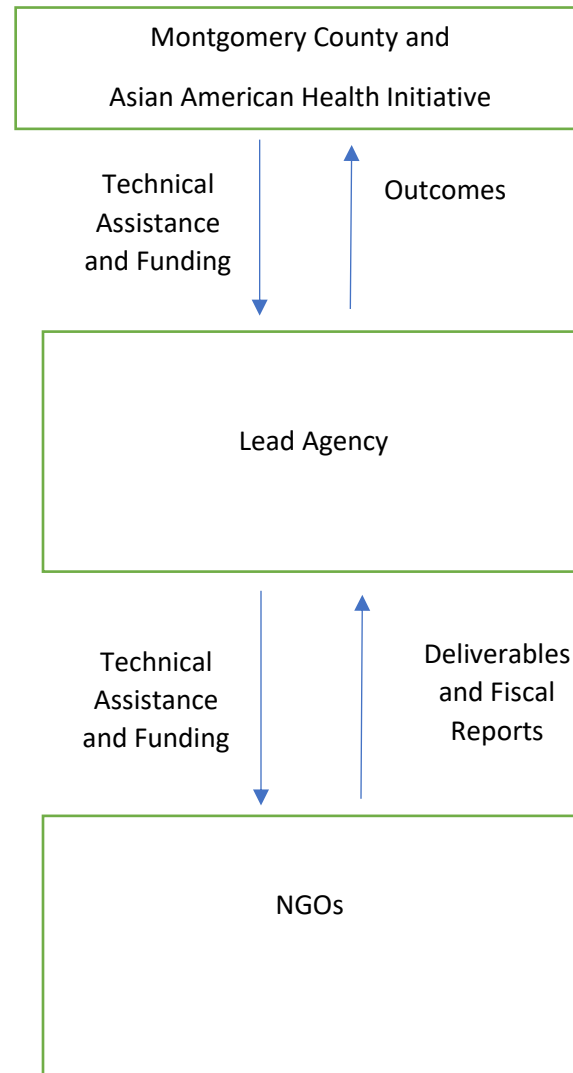 Montgomery County and
Asian American Health Initiative
Technical
Assistance
and Funding
Outcomes
Lead Agency
Technical
Assistance
and Funding
Deliverables
and Fiscal
Reports
NGOs